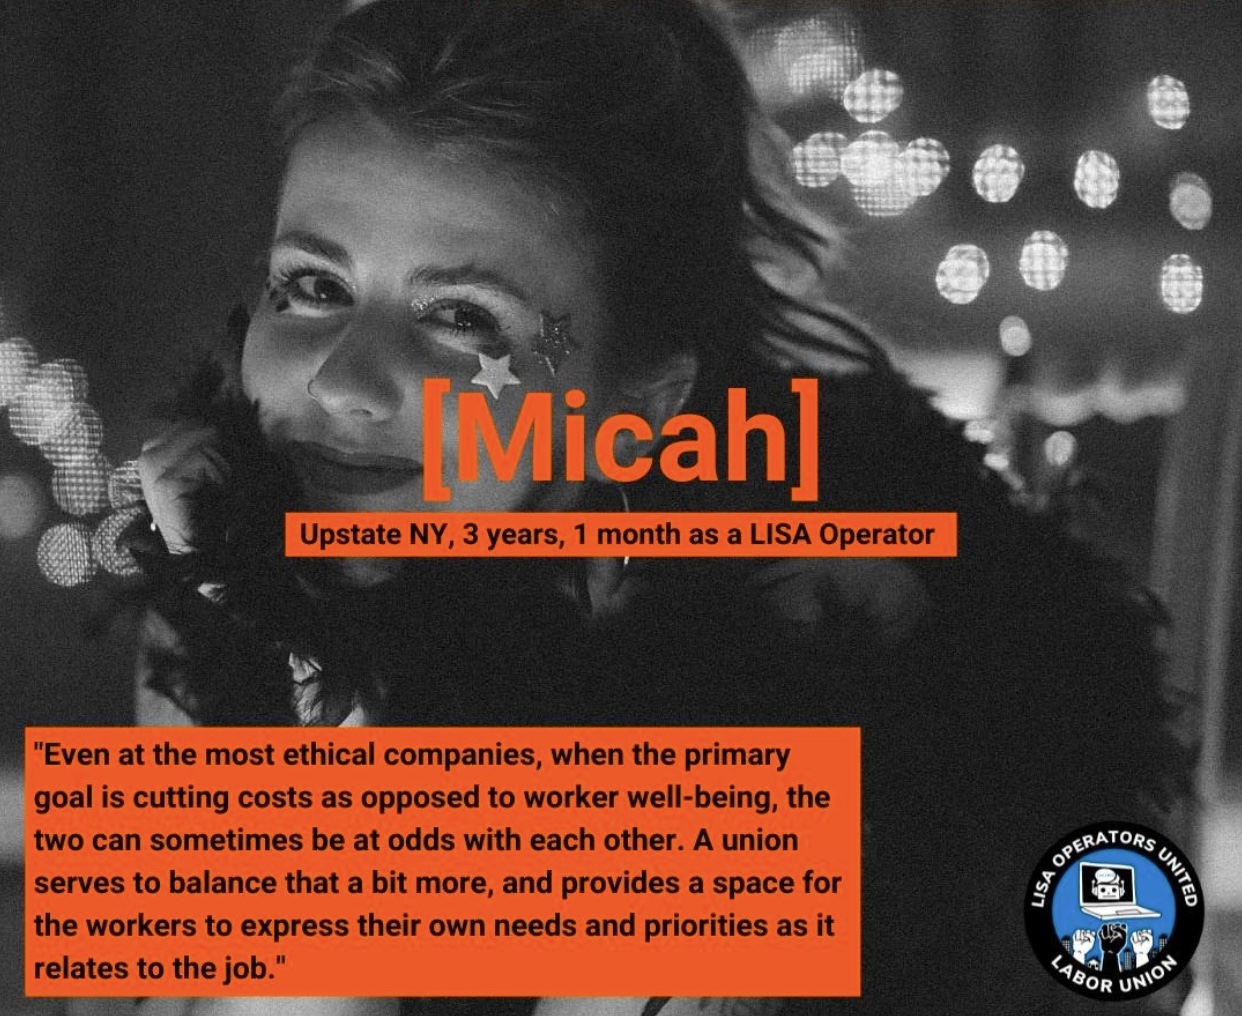 [Micah]
Upstate NY, 3 years, 1 month as a LISA Operator
"Even at the most ethical companies, when the primary
goal is cutting costs as opposed to worker well-being, the
two can sometimes be at odds with each other. A union
serves to balance that a bit more, and provides a space for
the workers to express their own needs and priorities as it
relates to the job."
LISA OPERATORS UNITED
LABOR UNION